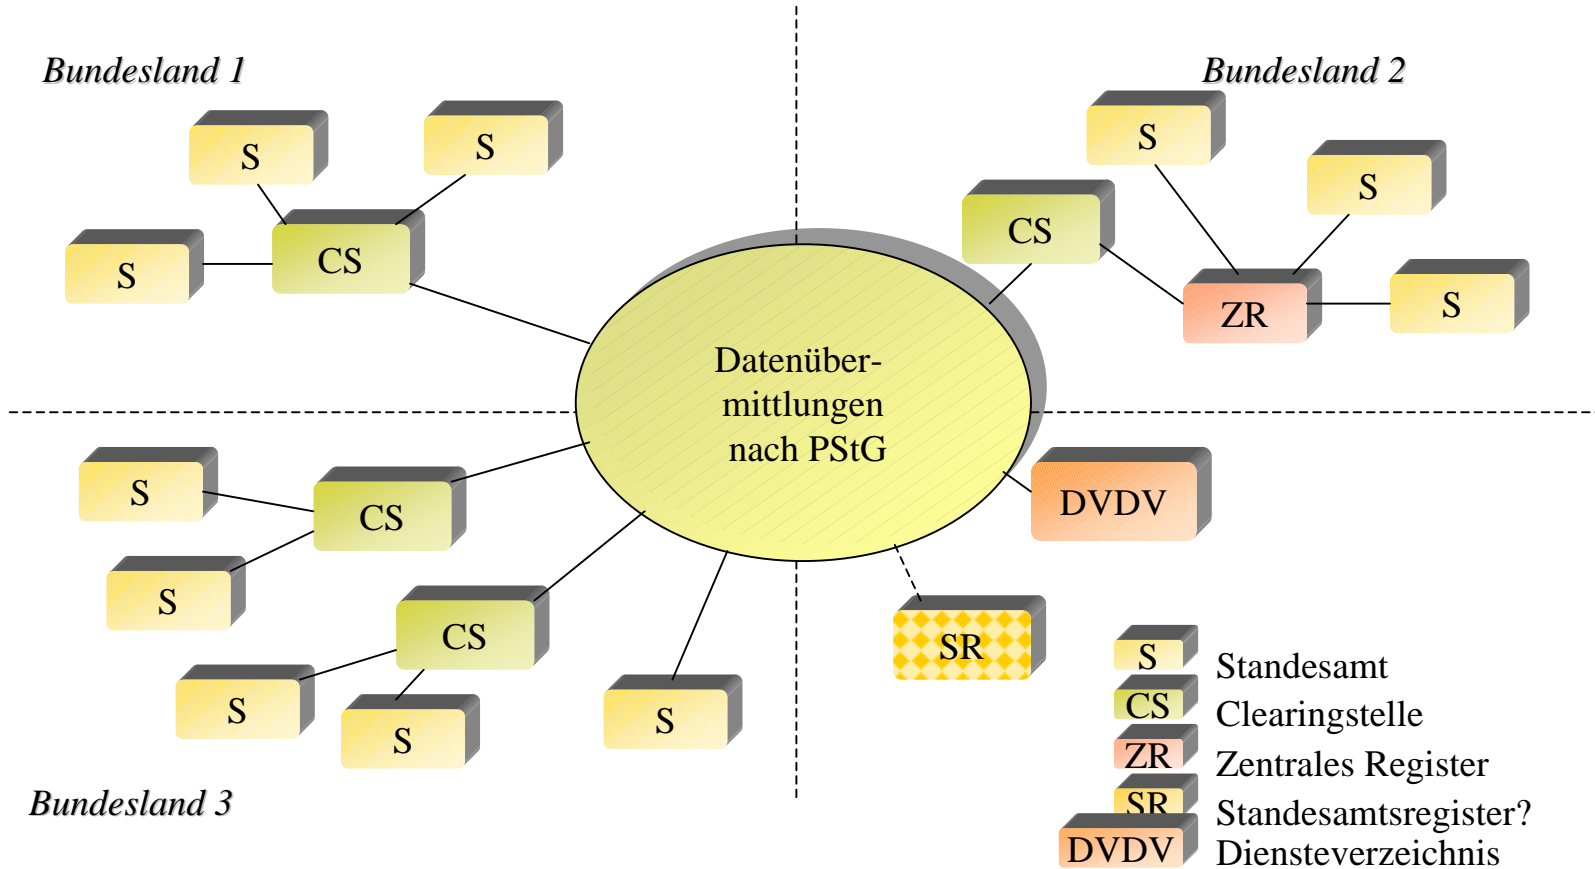 Bundesland 1
S
S
S
CS
Bundesland 2
S
S
CS
ZR
S
Datenüber-
mittlungen
nach PStG
S
CS
S
CS
S
S
S
Bundesland 3
DVDV
SR
S Standesamt
CS Clearingstelle
ZR Zentrales Register
SR Standesamtsregister?
DVDV Diensteverzeichnis